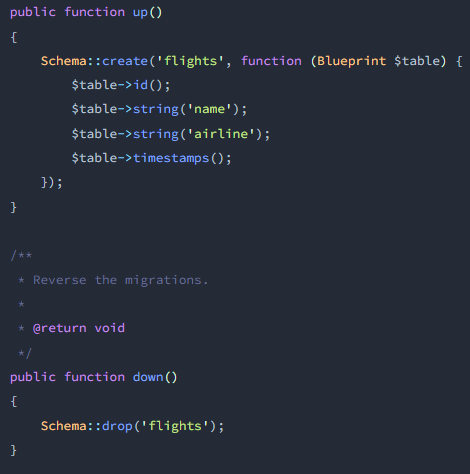 public function up()
{
    Schema::create('flights', function (Blueprint $table) {
        $table->id();
        $table->string('name');
        $table->string('airline');
        $table->timestamps();
    });
}

/**
 * Reverse the migrations.
 *
 * @return void
 */
public function down()
{
    Schema::drop('flights');
}